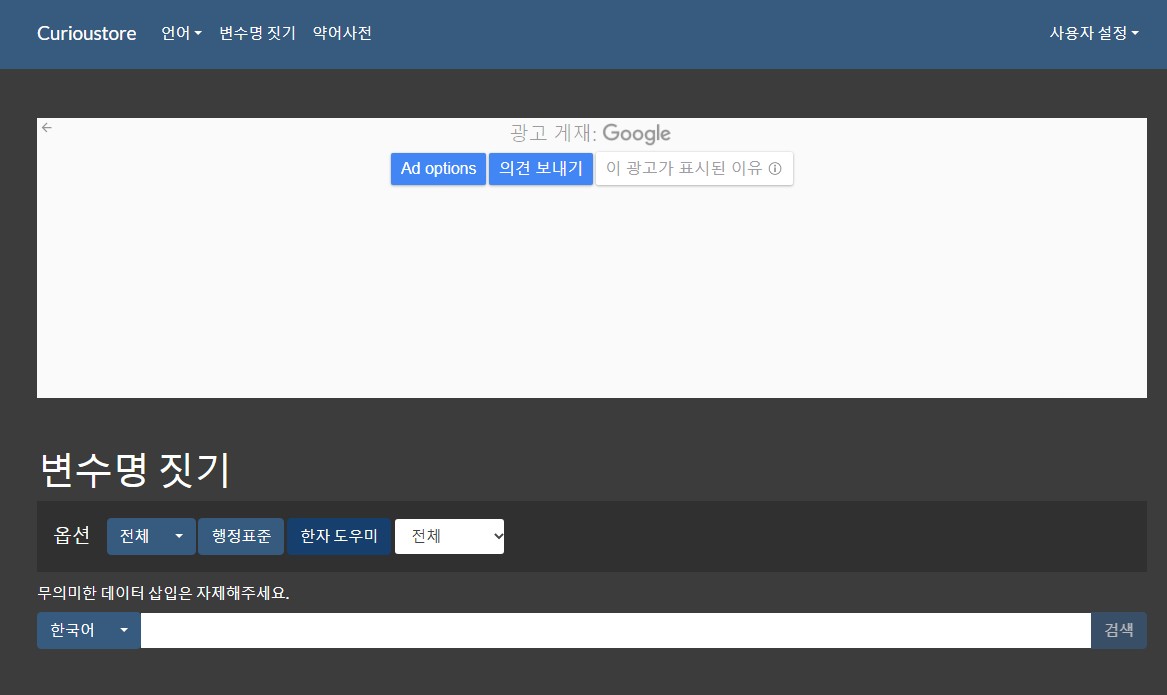 Curioustore 언어 변수명 짓기 약어사전 사용자 설정
광고 게재: Google
Ad options 의견 보내기 이 광고가 표시된 이유
변수명 짓기
옵션 전체 행정표준 한자 도우미 전체
무의미한 데이터 삽입은 자제해주세요.
한국어 검색